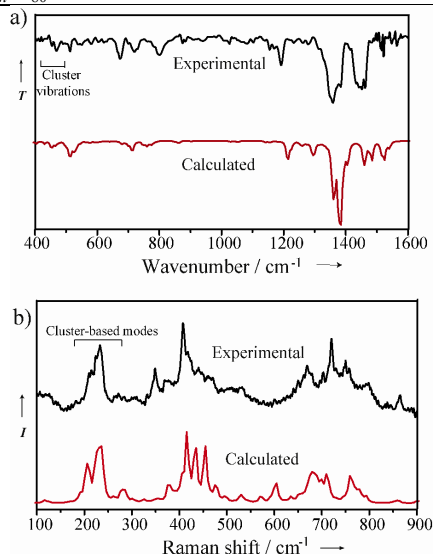 a)
Experimental
Cluster
vibrations
T
Calculated
400 600 800 1000 1200 1400 1600
Wavenumber / cm-1
b)
Cluster-based modes
Experimental
I
Calculated
100 200 300 400 500 600 700 800 900
Raman shift / cm-1